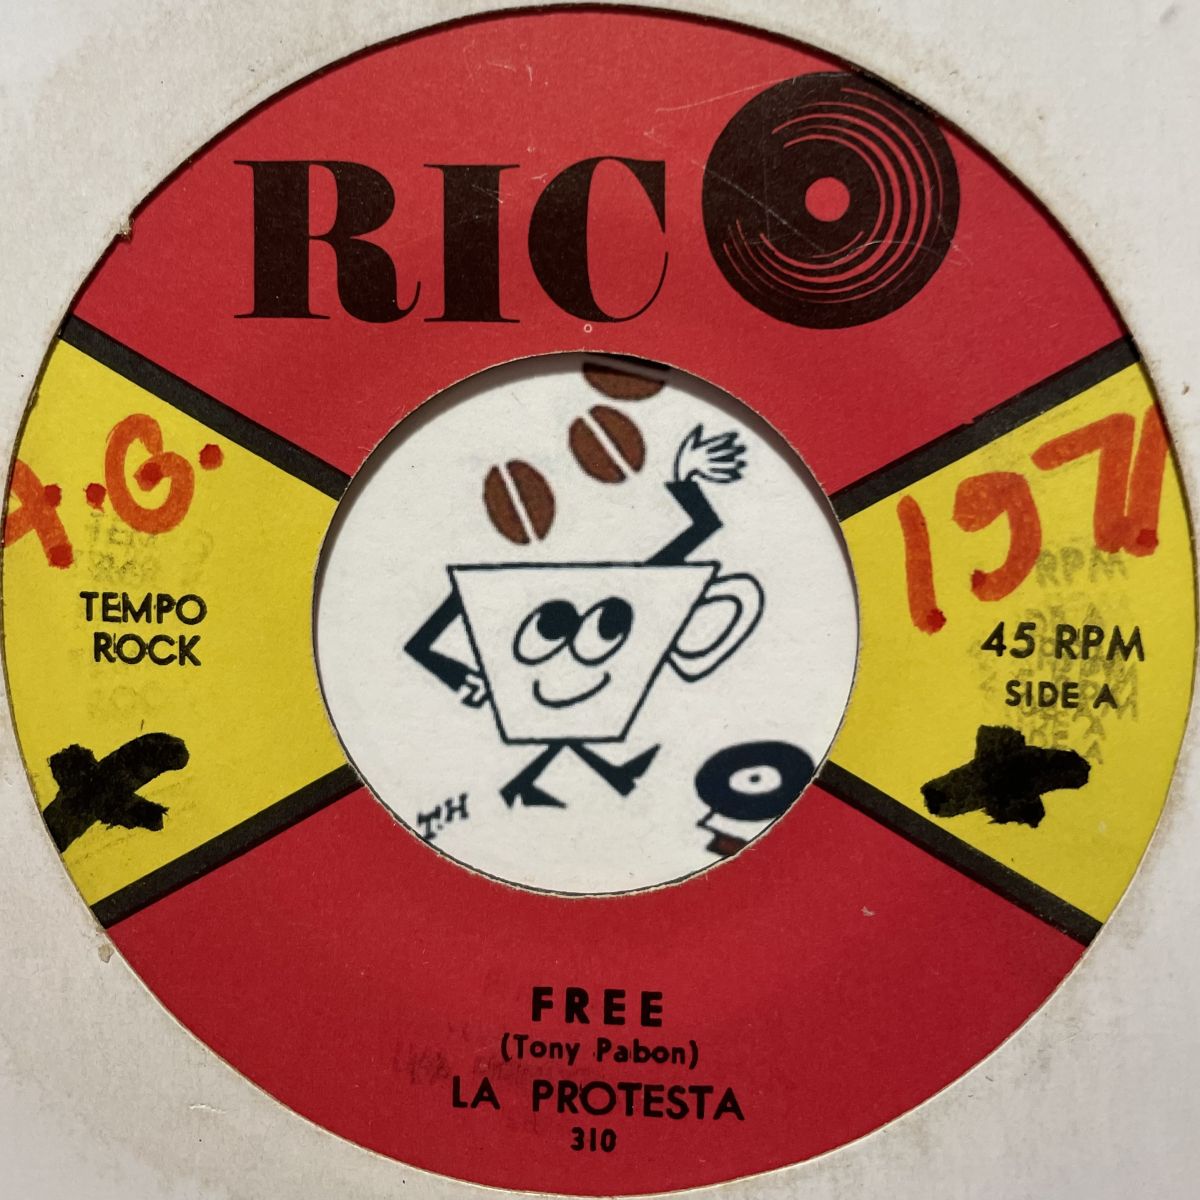 RICO
A.G.
1971
TEMPO
ROCK
45 RPM
SIDE A
T.H
FREE
(Tony Pabon)
LA PROTESTA
310